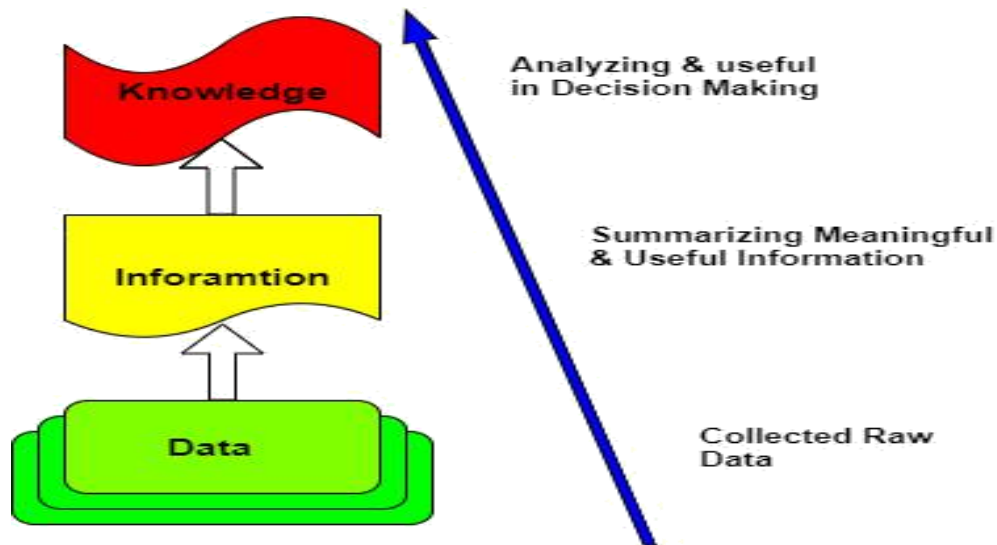 Knowledge
Analyzing & useful
in Decision Making
Inforamtion
Summarizing Meaningful
& Useful Information
Data
Collected Raw
Data